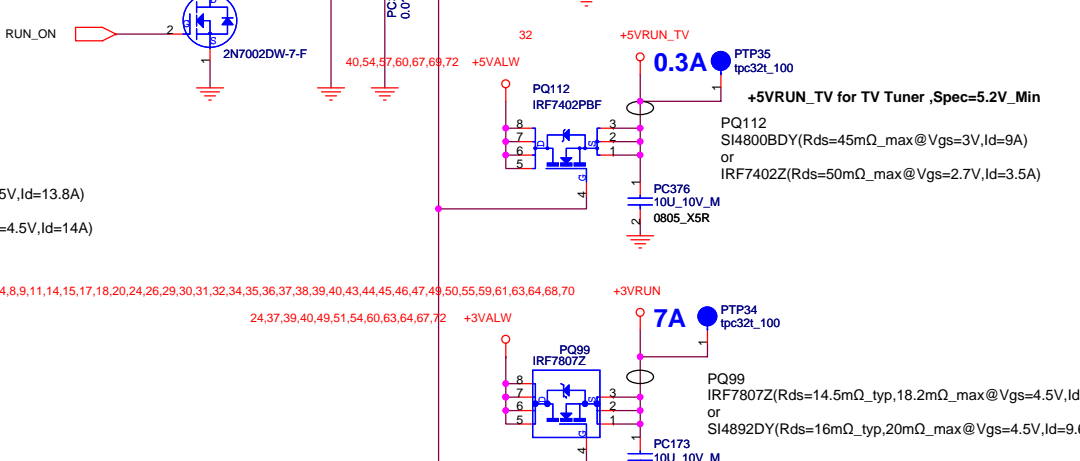 RUN_ON
2
G
S
1
2N7002DW-7-F
PC
0.0
32
40,54,57,60,67,69,72
+5VALW
+5VRUN_TV
0.3A
PTP35
tpc32t_100
1
+5VRUN_TV for TV Tuner ,Spec=5.2V_Min
PQ112
IRF7402PBF
8
7
6
5
D
S
G
3
2
1
4
PQ112
SI4800BDY(Rds=45mΩ_max@Vgs=3V,Id=9A)
or
IRF7402Z(Rds=50mΩ_max@Vgs=2.7V,Id=3.5A)
1
PC376
10U_10V_M
0805_X5R
2
5V,Id=13.8A)
=4.5V,Id=14A)
4,8,9,11,14,15,17,18,20,24,26,29,30,31,32,34,35,36,37,38,39,40,43,44,45,46,47,49,50,55,59,61,63,64,68,70
24,37,39,40,49,51,54,60,63,64,67,72
+3VALW
+3VRUN
7A
PTP34
tpc32t_100
1
PQ99
IRF7807Z
8
7
6
5
D
S
G
3
2
1
4
PQ99
IRF7807Z(Rds=14.5mΩ_typ,18.2mΩ_max@Vgs=4.5V,Id
or
SI4892DY(Rds=16mΩ_typ,20mΩ_max@Vgs=4.5V,Id=9.6
1
PC173
10U_10V_M